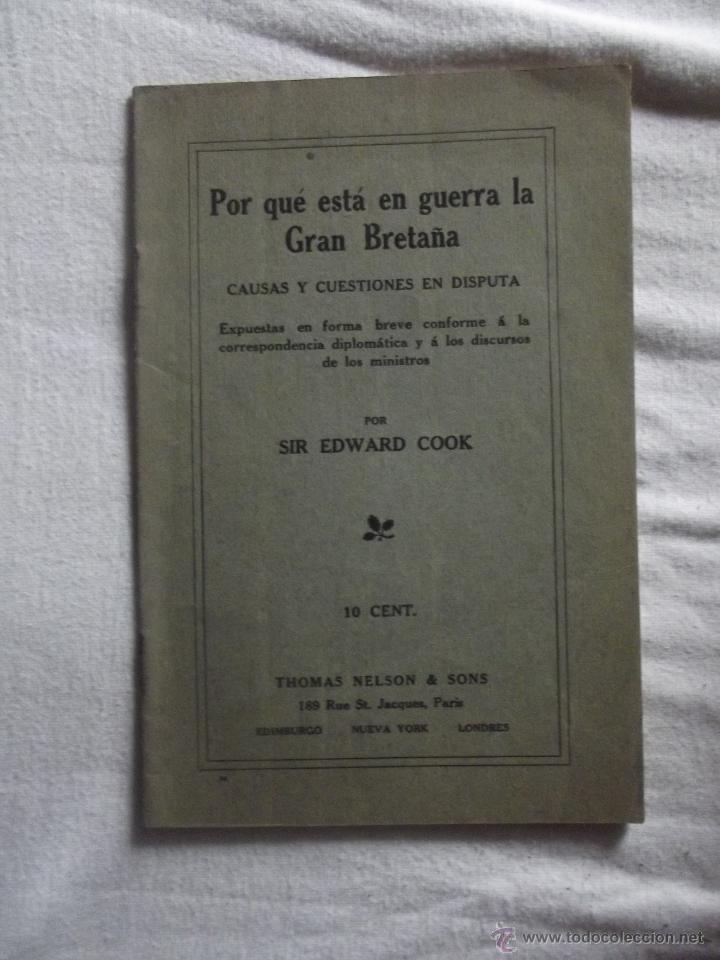 Por qué está en guerra la
Gran Bretaña
CAUSAS Y CUESTIONES EN DISPUTA
Expuestas en forma breve conforme á la
correspondencia diplomática y á los discursos
de los ministros
POR
SIR EDWARD COOK
10 CENT.
THOMAS NELSON & SONS
189 Rue St. Jacques, Paris
EDIMBURGO NUEVA YORK LONDRES
© www.todocoleccion.net